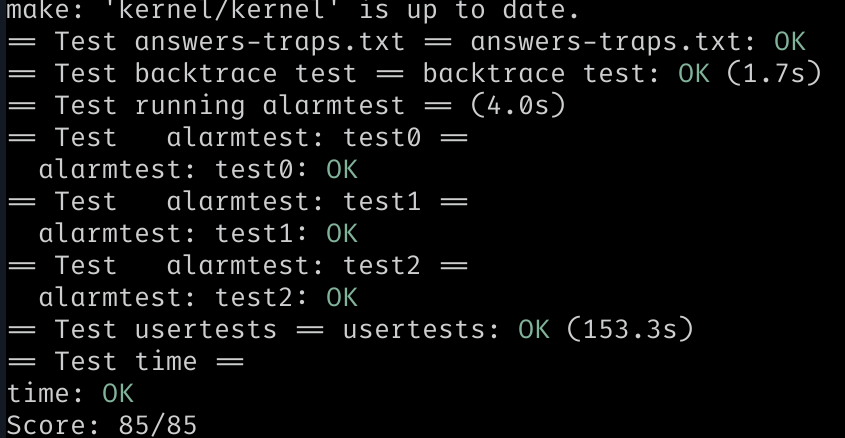 make: 'kernel/kernel' is up to date.
== Test answers-traps.txt == answers-traps.txt: OK
== Test backtrace test == backtrace test: OK (1.7s)
== Test running alarmtest == (4.0s)
== Test   alarmtest: test0 ==
  alarmtest: test0: OK
== Test   alarmtest: test1 ==
  alarmtest: test1: OK
== Test   alarmtest: test2 ==
  alarmtest: test2: OK
== Test usertests == usertests: OK (153.3s)
== Test time ==
time: OK
Score: 85/85